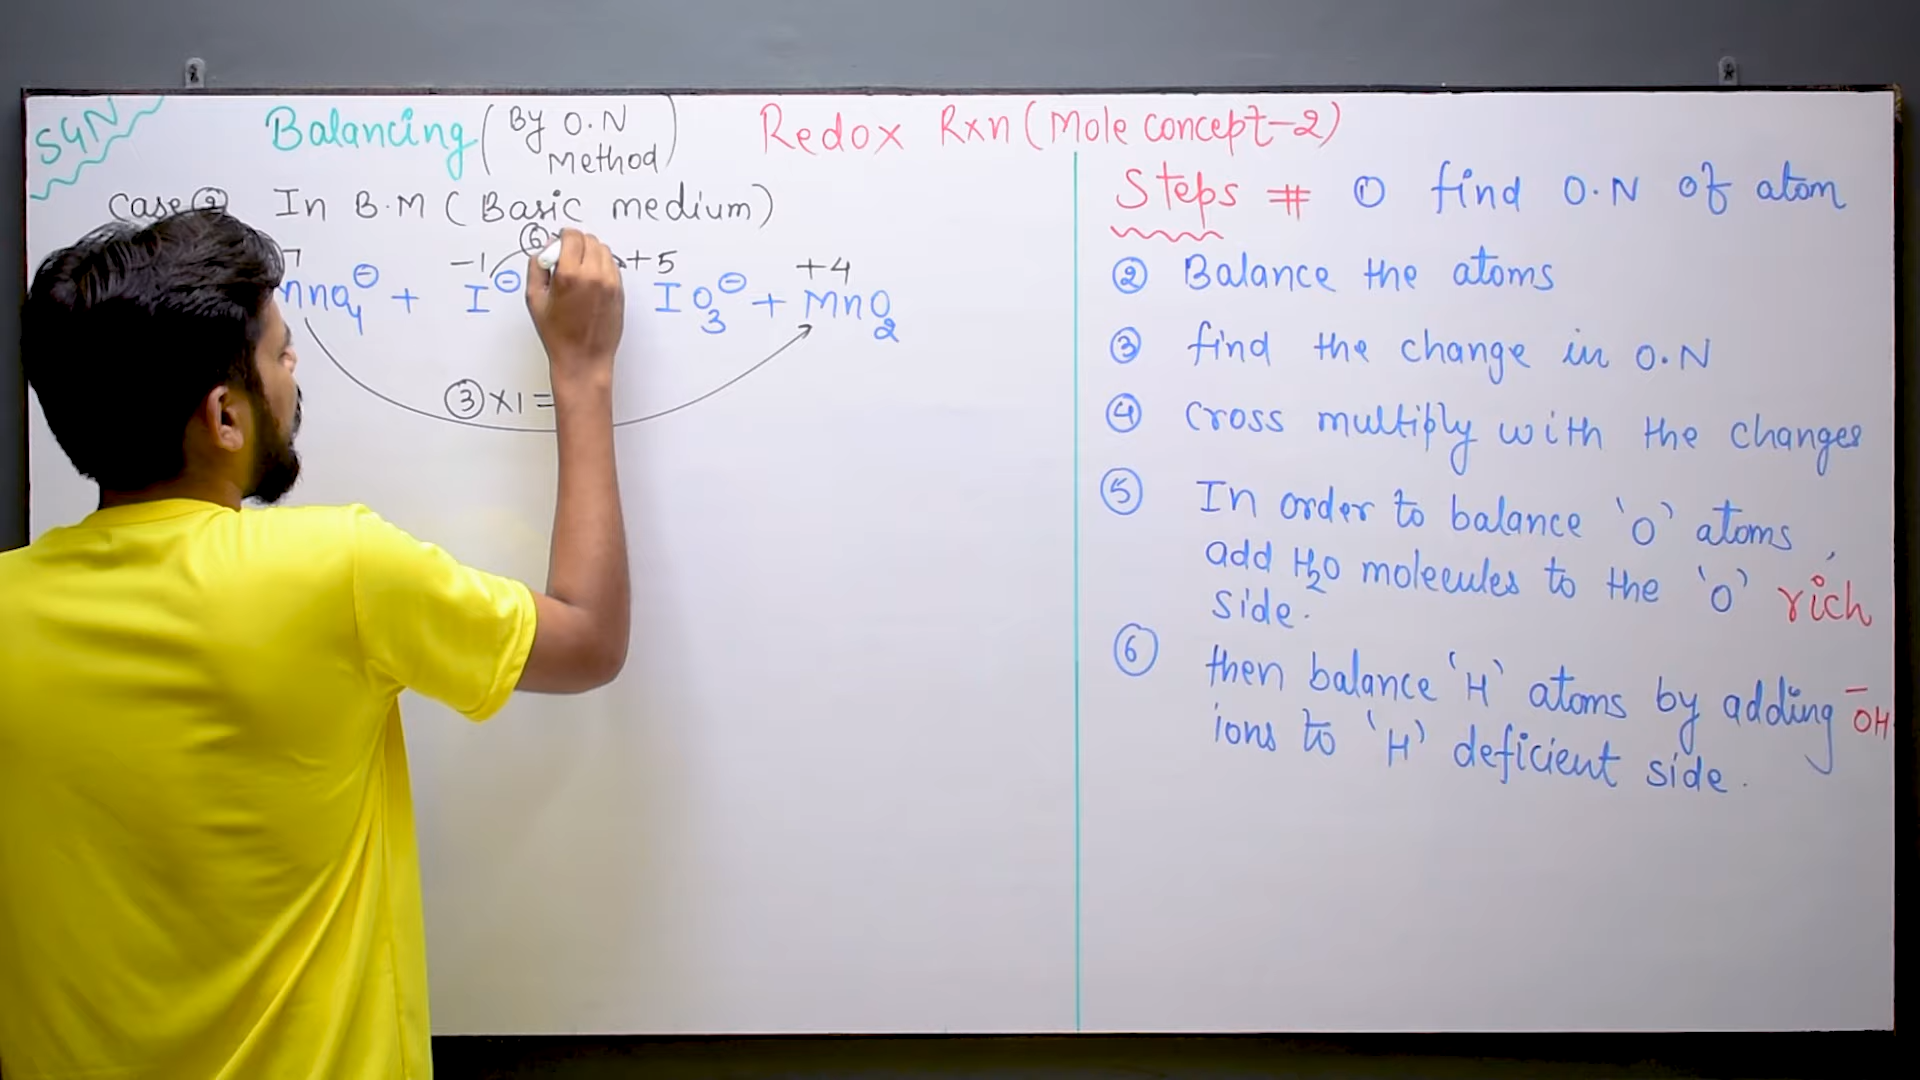 SGN
Balancing (By O.N Method)
Redox Rxn (Mole concept-2)
Case ② In B.M (Basic medium)
⑥
7 -1 +5 +4
MnO₄⊖ + I⊖ IO₃⊖ + MnO₂
③ × 1 =
Steps # ① find O.N of atom
② Balance the atoms
③ find the change in O.N
④ cross multiply with the changes
⑤ In order to balance 'O' atoms,
add H₂O molecules to the 'O' rich
side.
⑥ then balance 'H' atoms by adding ⁻OH
ions to 'H' deficient side.